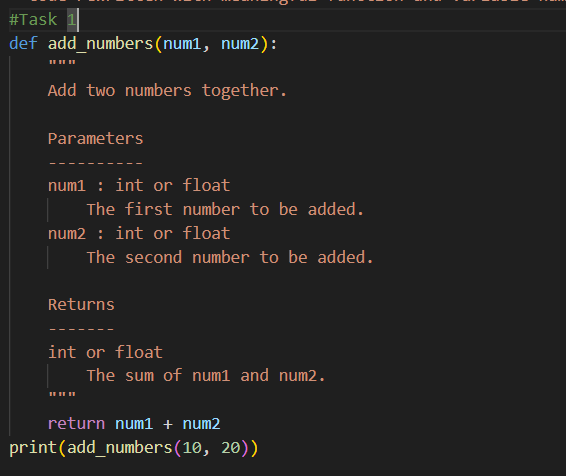 #Task 1
def add_numbers(num1, num2):
    """
    Add two numbers together.

    Parameters
    ----------
    num1 : int or float
        The first number to be added.
    num2 : int or float
        The second number to be added.

    Returns
    -------
    int or float
        The sum of num1 and num2.
    """
    return num1 + num2
print(add_numbers(10, 20))